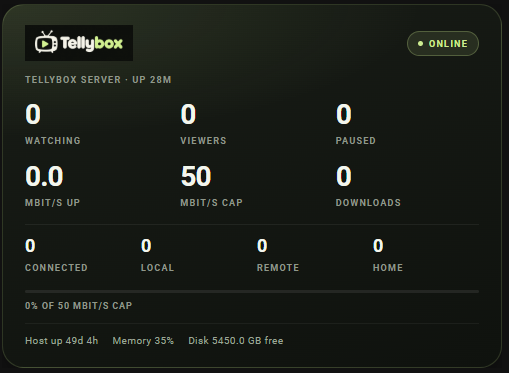 Tellybox
ONLINE
TELLYBOX SERVER · UP 28M
0 0 0
WATCHING VIEWERS PAUSED
0.0 50 0
MBIT/S UP MBIT/S CAP DOWNLOADS
0 0 0 0
CONNECTED LOCAL REMOTE HOME
0% OF 50 MBIT/S CAP
Host up 49d 4h Memory 35% Disk 5450.0 GB free